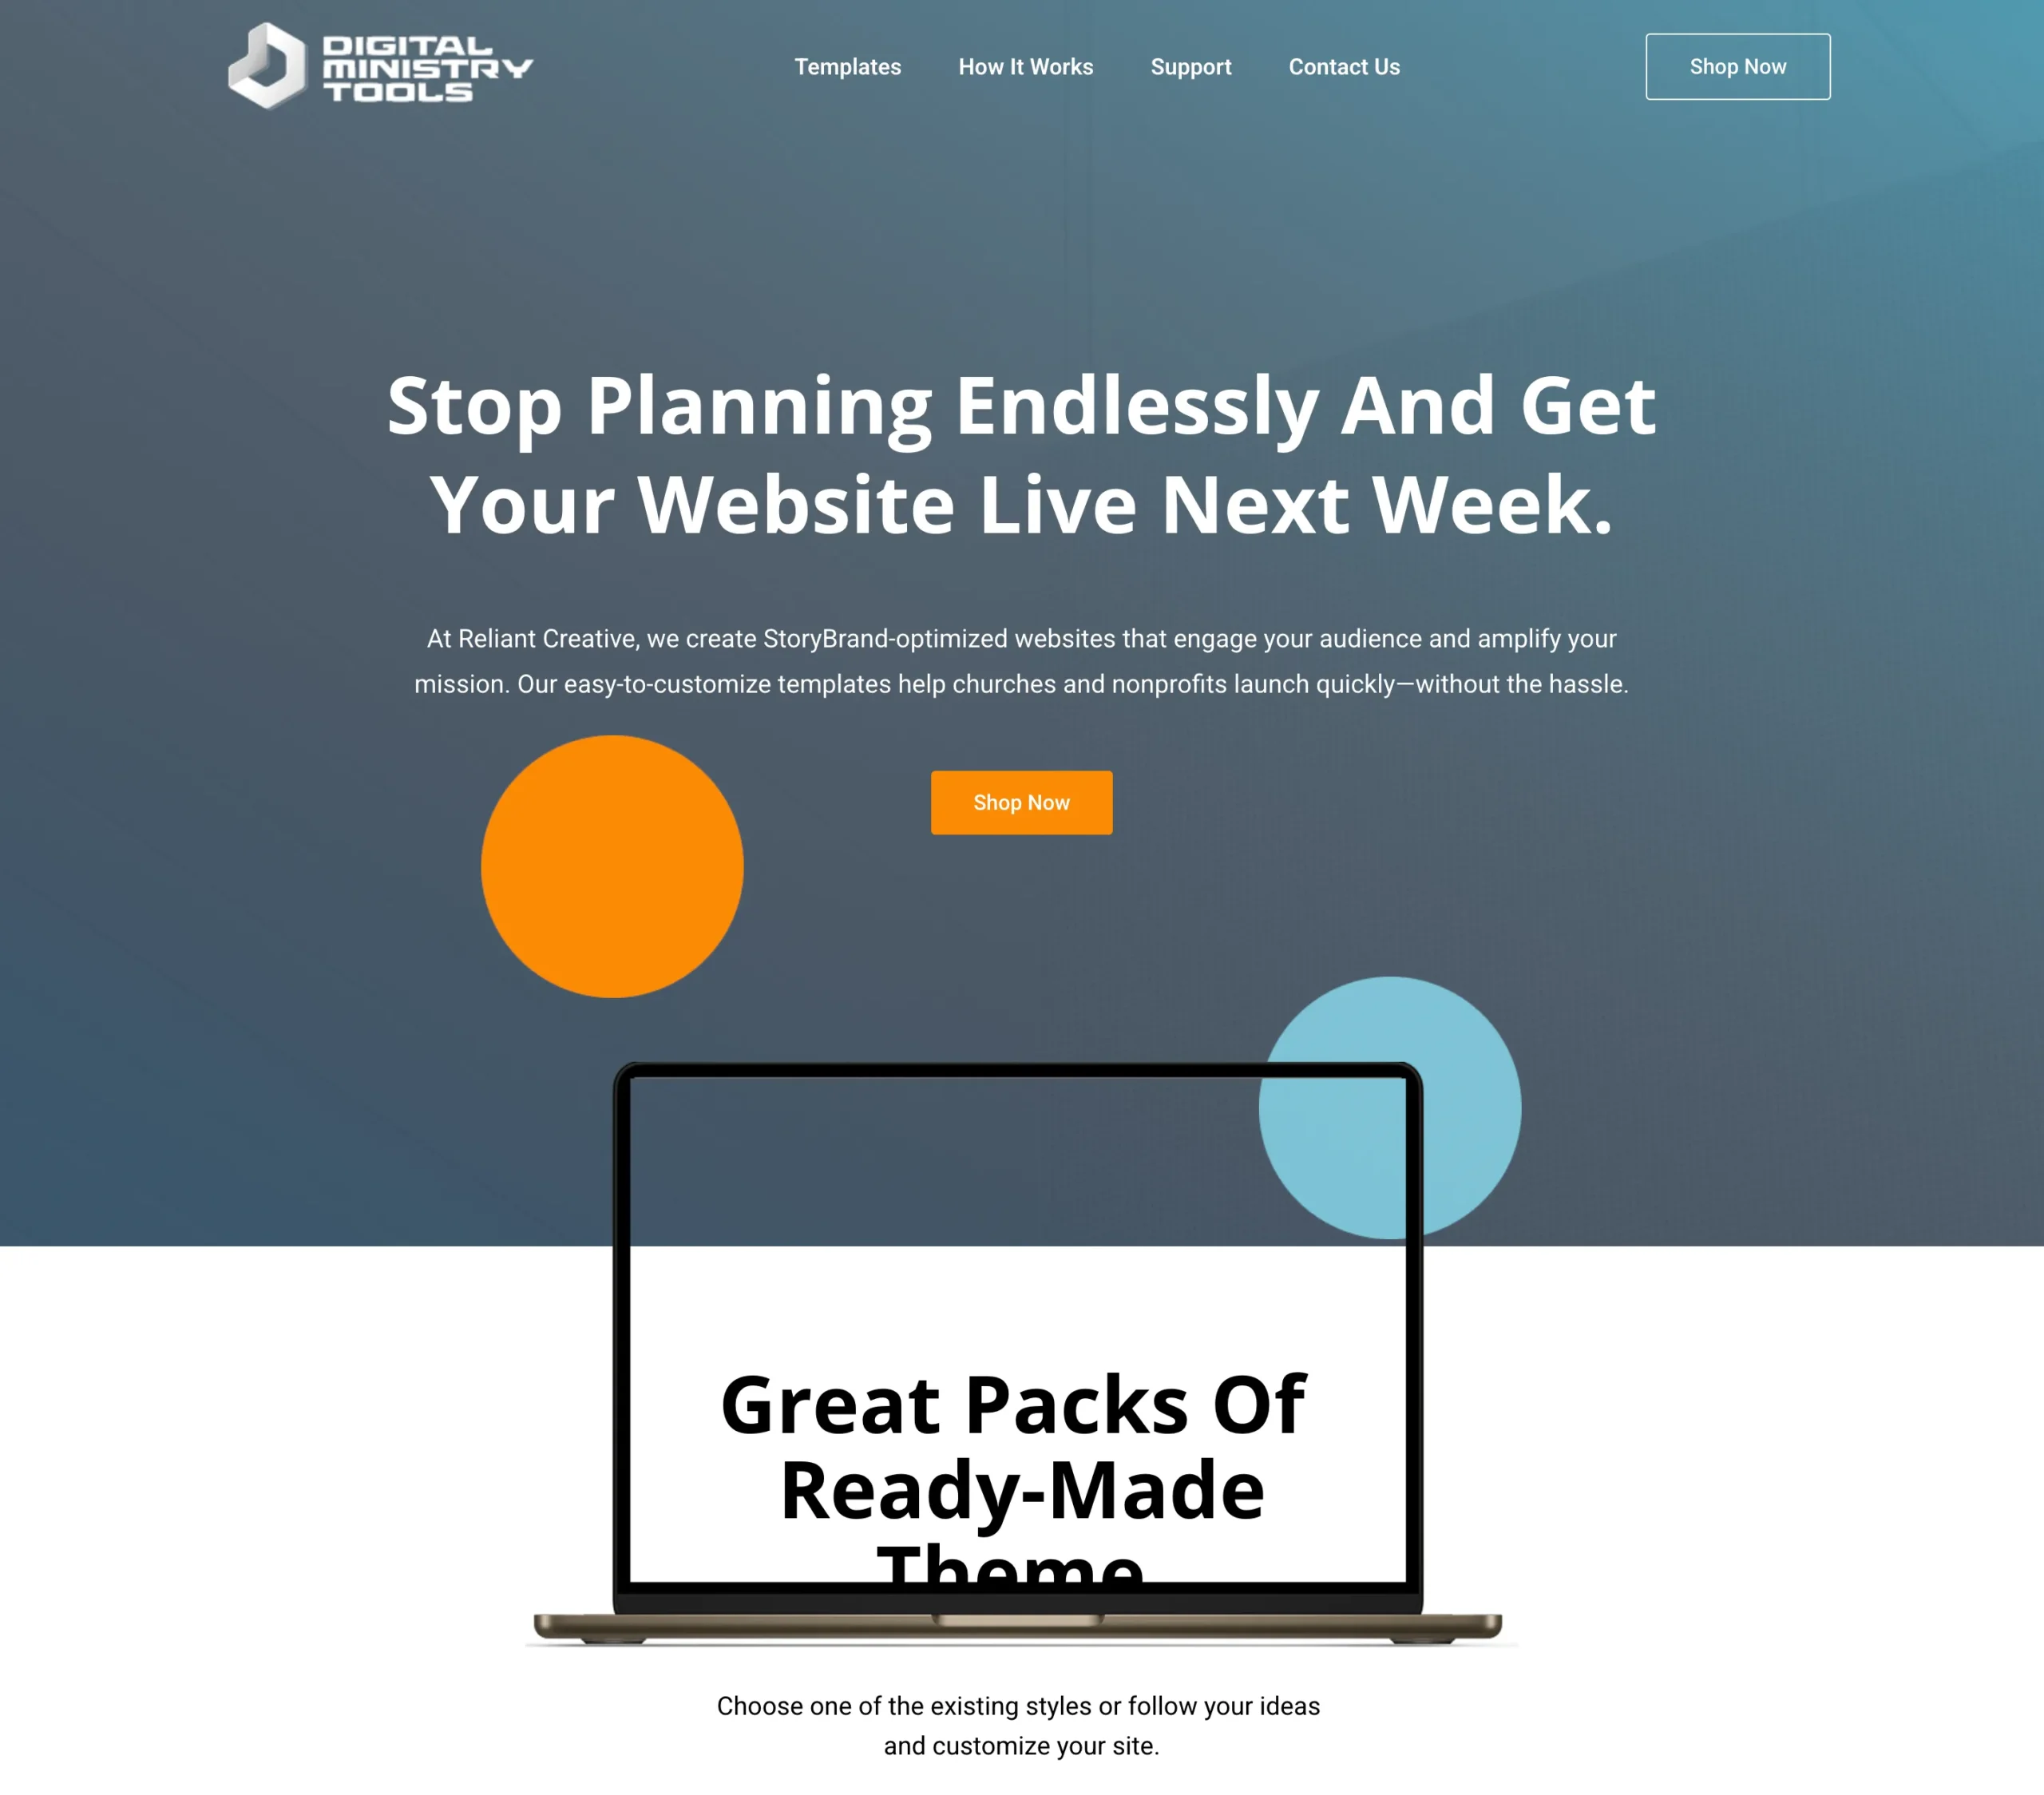 DIGITAL
MINISTRY
TOOLS
Templates How It Works Support Contact Us
Shop Now
Stop Planning Endlessly And Get
Your Website Live Next Week.
At Reliant Creative, we create StoryBrand-optimized websites that engage your audience and amplify your
mission. Our easy-to-customize templates help churches and nonprofits launch quickly—without the hassle.
Shop Now
Great Packs Of
Ready-Made
Theme
Choose one of the existing styles or follow your ideas
and customize your site.